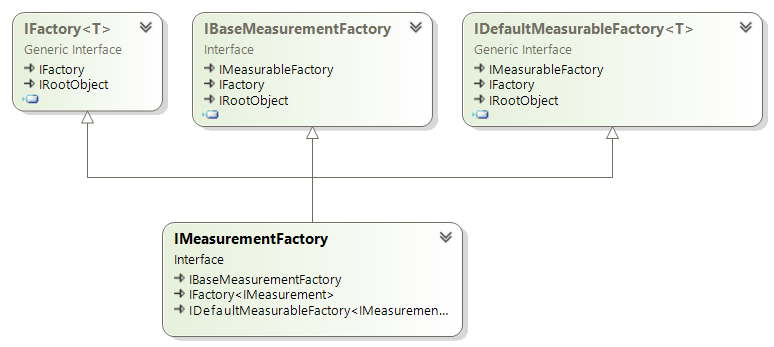 IFactory<T>
Generic Interface
IFactory
IRootObject
IBaseMeasurementFactory
Interface
IMeasurableFactory
IFactory
IRootObject
IDefaultMeasurableFactory<T>
Generic Interface
IMeasurableFactory
IFactory
IRootObject
IMeasurementFactory
Interface
IBaseMeasurementFactory
IFactory<IMeasurement>
IDefaultMeasurableFactory<IMeasuremen...